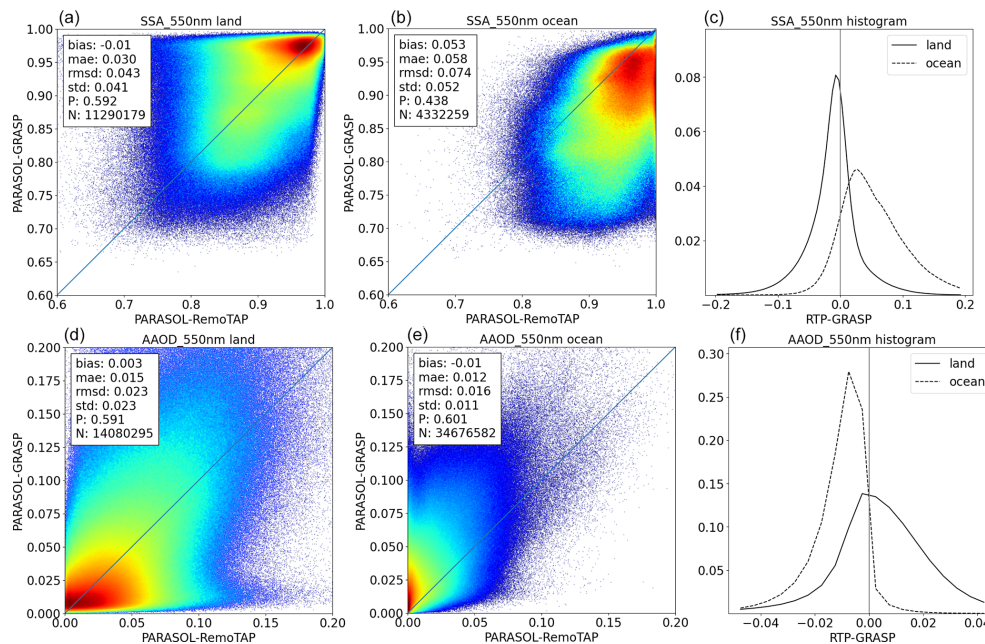 (a)
SSA_550nm land
bias: -0.01
mae: 0.030
rmsd: 0.043
std: 0.041
P: 0.592
N: 11290179
PARASOL-GRASP
1.00
0.95
0.90
0.85
0.80
0.75
0.70
0.65
0.60
0.6
0.7
0.8
0.9
1.0
PARASOL-RemoTAP
(b)
SSA_550nm ocean
bias: 0.053
mae: 0.058
rmsd: 0.074
std: 0.052
P: 0.438
N: 4332259
PARASOL-GRASP
1.00
0.95
0.90
0.85
0.80
0.75
0.70
0.65
0.60
0.6
0.7
0.8
0.9
1.0
PARASOL-RemoTAP
(c)
SSA_550nm histogram
land
ocean
0.08
0.06
0.04
0.02
−0.2
−0.1
0.0
0.1
0.2
RTP-GRASP
(d)
AAOD_550nm land
bias: 0.003
mae: 0.015
rmsd: 0.023
std: 0.023
P: 0.591
N: 14080295
PARASOL-GRASP
0.200
0.175
0.150
0.125
0.100
0.075
0.050
0.025
0.000
0.00
0.05
0.10
0.15
0.20
PARASOL-RemoTAP
(e)
AAOD_550nm ocean
bias: -0.01
mae: 0.012
rmsd: 0.016
std: 0.011
P: 0.601
N: 34676582
PARASOL-GRASP
0.200
0.175
0.150
0.125
0.100
0.075
0.050
0.025
0.000
0.00
0.05
0.10
0.15
0.20
PARASOL-RemoTAP
(f)
AAOD_550nm histogram
land
ocean
0.30
0.25
0.20
0.15
0.10
0.05
−0.04
−0.02
0.00
0.02
RTP-GRASP